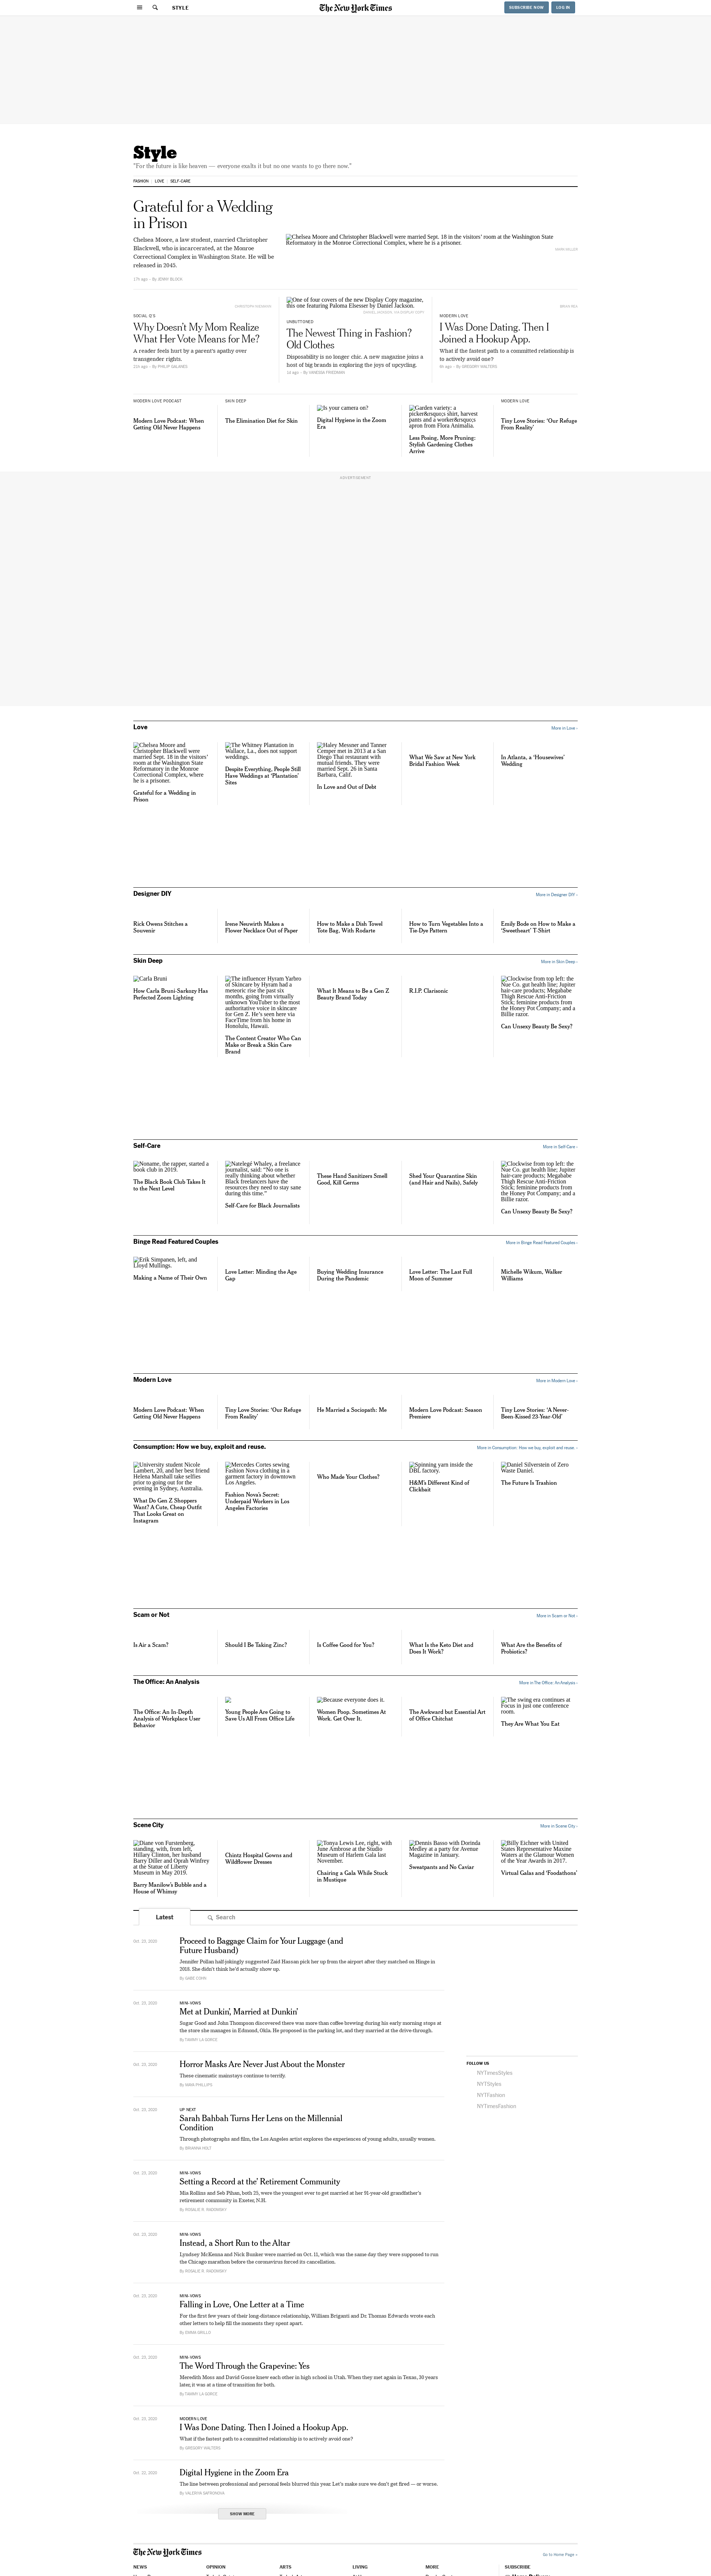 STYLE
The New York Times
SUBSCRIBE NOW
LOG IN
Style
"For the future is like heaven — everyone exalts it but no one wants to go there now."
FASHION
LOVE
SELF-CARE
Grateful for a Wedding
in Prison
Chelsea Moore, a law student, married Christopher
Blackwell, who is incarcerated, at the Monroe
Correctional Complex in Washington State. He will be
released in 2045.
17h ago - By JENNY BLOCK
Chelsea Moore and Christopher Blackwell were married Sept. 18 in the visitors' room at the Washington State
Reformatory in the Monroe Correctional Complex, where he is a prisoner.
SOCIAL Q'S
Why Doesn't My Mom Realize
What Her Vote Means for Me?
A reader feels hurt by a parent's apathy over
transgender rights.
22h ago - By PHILIP GALANES
One of four covers of the new Display Copy magazine,
this one featuring Paloma Elsesser by Daniel Jackson.
UNBUTTONED
The Newest Thing in Fashion?
Old Clothes
Disposability is no longer chic. A new magazine joins a
host of big brands in exploring the joys of upcycling.
1d ago - By VANESSA FRIEDMAN
MODERN LOVE
I Was Done Dating. Then I
Joined a Hookup App.
What if the fastest path to a committed relationship is
to actively avoid one?
8h ago - By GREGORY WALTERS
MODERN LOVE PODCAST
Modern Love Podcast: When
Getting Old Never Happens
SKIN DEEP
The Elimination Diet for Skin
Is your camera on?
Digital Hygiene in the Zoom
Era
Garden variety: a
picker&rsquo;s shirt, harvest
pants and a worker&rsquo;s
apron from Flora Animalia.
Less Posing, More Pruning:
Stylish Gardening Clothes
Arrive
MODERN LOVE
Tiny Love Stories: 'Our Refuge
From Reality'
ADVERTISEMENT
Love
More in Love ›
Chelsea Moore and
Christopher Blackwell were
married Sept. 18 in the visitors'
room at the Washington State
Reformatory in the Monroe
Correctional Complex, where
he is a prisoner.
Grateful for a Wedding in
Prison
The Whitney Plantation in
Wallace, La., does not support
weddings.
Despite Everything, People Still
Have Weddings at 'Plantation'
Sites
Haley Messner and Tanner
Cemper met in 2013 at a San
Diego Thai restaurant with
mutual friends. They were
married Sept. 26 in Santa
Barbara, Calif.
In Love and Out of Debt
What We Saw at New York
Bridal Fashion Week
In Atlanta, a 'Housewives'
Wedding
Designer DIY
More in Designer DIY ›
Rick Owens Stitches a
Souvenir
Irene Neuwirth Makes a
Flower Necklace Out of Paper
How to Make a Dish Towel
Tote Bag, With Rodarte
How to Turn Vegetables Into a
Tie-Dye Pattern
Emily Bode on How to Make a
'Sweetheart' T-Shirt
Skin Deep
More in Skin Deep ›
Carla Bruni
How Carla Bruni-Sarkozy Has
Perfected Zoom Lighting
The influencer Hyram Yarbro
of Skincare by Hyram had a
meteoric rise the past six
months, going from virtually
unknown YouTuber to the most
authoritative voice in skincare
for Gen Z. He's seen here via
FaceTime from his home in
Honolulu, Hawaii.
The Content Creator Who Can
Make or Break a Skin Care
Brand
What It Means to Be a Gen Z
Beauty Brand Today
R.I.P. Clarisonic
Clockwise from top left: the
Nue Co. gut health line; Jupiter
hair-care products; Megababe
Thigh Rescue Anti-Friction
Stick; feminine products from
the Honey Pot Company; and a
Billie razor.
Can Unsexy Beauty Be Sexy?
Self-Care
More in Self-Care ›
Noname, the rapper, started a
book club in 2019.
The Black Book Club Takes It
to the Next Level
Natelegé Whaley, a freelance
journalist, said: "No one is
really thinking about whether
Black freelancers have the
resources they need to stay sane
during this time."
Self-Care for Black Journalists
These Hand Sanitizers Smell
Good, Kill Germs
Shed Your Quarantine Skin
(and Hair and Nails), Safely
Clockwise from top left: the
Nue Co. gut health line; Jupiter
hair-care products; Megababe
Thigh Rescue Anti-Friction
Stick; feminine products from
the Honey Pot Company; and a
Billie razor.
Can Unsexy Beauty Be Sexy?
Binge Read Featured Couples
More in Binge Read Featured Couples ›
Erik Simpanen, left, and
Lloyd Mullings.
Making a Name of Their Own
Love Letter: Minding the Age
Gap
Buying Wedding Insurance
During the Pandemic
Love Letter: The Last Full
Moon of Summer
Michelle Wikum, Walker
Williams
Modern Love
More in Modern Love ›
Modern Love Podcast: When
Getting Old Never Happens
Tiny Love Stories: 'Our Refuge
From Reality'
He Married a Sociopath: Me
Modern Love Podcast: Season
Premiere
Tiny Love Stories: 'A Never-
Been-Kissed 23-Year-Old'
Consumption: How we buy, exploit and reuse.
More in Consumption: How we buy, exploit and reuse. ›
University student Nicole
Lambert, 20, and her best friend
Helena Marshall take selfies
prior to going out for the
evening in Sydney, Australia.
What Do Gen Z Shoppers
Want? A Cute, Cheap Outfit
That Looks Great on
Instagram
Mercedes Cortes sewing
Fashion Nova clothing in a
garment factory in downtown
Los Angeles.
Fashion Nova's Secret:
Underpaid Workers in Los
Angeles Factories
Who Made Your Clothes?
Spinning yarn inside the
DBL factory.
H&M's Different Kind of
Clickbait
Daniel Silverstein of Zero
Waste Daniel.
The Future Is Trashion
Scam or Not
More in Scam or Not ›
Is Air a Scam?
Should I Be Taking Zinc?
Is Coffee Good for You?
What Is the Keto Diet and
Does It Work?
What Are the Benefits of
Probiotics?
The Office: An Analysis
More in The Office: An Analysis ›
The Office: An In-Depth
Analysis of Workplace User
Behavior
Young People Are Going to
Save Us All From Office Life
Because everyone does it.
Women Poop. Sometimes At
Work. Get Over It.
The Awkward but Essential Art
of Office Chitchat
The swing era continues at
Focus in just one conference
room.
They Are What You Eat
Scene City
More in Scene City ›
Diane von Furstenberg,
standing, with, from left,
Hillary Clinton, her husband
Barry Diller and Oprah Winfrey
at the Statue of Liberty
Museum in May 2019.
Barry Manilow's Bubble and a
House of Whimsy
Chintz Hospital Gowns and
Wildflower Dresses
Tonya Lewis Lee, right, with
June Ambrose at the Studio
Museum of Harlem Gala last
November.
Chairing a Gala While Stuck
in Mustique
Dennis Basso with Dorinda
Medley at a party for Avenue
Magazine in January.
Sweatpants and No Caviar
Billy Eichner with United
States Representative Maxine
Waters at the Glamour Women
of the Year Awards in 2017.
Virtual Galas and 'Foodathons'
Latest
Search
Oct. 23, 2020
Proceed to Baggage Claim for Your Luggage (and
Future Husband)
Jennifer Pollan half-jokingly suggested Zaid Hassan pick her up from the airport after they matched on Hinge in
2018. She didn't think he'd actually show up.
By GABE COHN
Oct. 23, 2020
MINI-VOWS
Met at Dunkin', Married at Dunkin'
Sugar Good and John Thompson discovered there was more than coffee brewing during his early morning stops at
the store she manages in Edmond, Okla. He proposed in the parking lot, and they married at the drive-through.
By TAMMY LA GORCE
Oct. 23, 2020
Horror Masks Are Never Just About the Monster
These cinematic mainstays continue to terrify.
By MAYA PHILLIPS
Oct. 23, 2020
UP NEXT
Sarah Bahbah Turns Her Lens on the Millennial
Condition
Through photographs and film, the Los Angeles artist explores the experiences of young adults, usually women.
By BRIANNA HOLT
Oct. 23, 2020
MINI-VOWS
Setting a Record at the' Retirement Community
Mia Rollins and Seb Pihan, both 25, were the youngest ever to get married at her 91-year-old grandfather's
retirement community in Exeter, N.H.
By ROSALIE R. RADOMSKY
Oct. 23, 2020
MINI-VOWS
Instead, a Short Run to the Altar
Lyndsey McKenna and Nick Bunker were married on Oct. 11, which was the same day they were supposed to run
the Chicago marathon before the coronavirus forced its cancellation.
By ROSALIE R. RADOMSKY
Oct. 23, 2020
MINI-VOWS
Falling in Love, One Letter at a Time
For the first few years of their long-distance relationship, William Briganti and Dr. Thomas Edwards wrote each
other letters to help fill the moments they spent apart.
By NIKKA GRILLO
Oct. 23, 2020
MINI-VOWS
The Word Through the Grapevine: Yes
Meredith Monz and David Goone knew each other in high school in Utah. When they met again in Texas, 20 years
later, it was at a time of transition for both.
By TAMMY LA GORCE
Oct. 23, 2020
MODERN LOVE
I Was Done Dating. Then I Joined a Hookup App.
What if the fastest path to a committed relationship is to actively avoid one?
By GREGORY WALTERS
Oct. 22, 2020
Digital Hygiene in the Zoom Era
The line between professional and personal feels blurred this year. Let's make sure we don't get fired — or worse.
By VALERIYA SAFRONOVA
SHOW MORE
FOLLOW US
NYTimesStyles
NYTStyles
NYTFashion
NYTimesFashion
The New York Times
Go to Home Page »
NEWS
OPINION
ARTS
LIVING
MORE
SUBSCRIBE